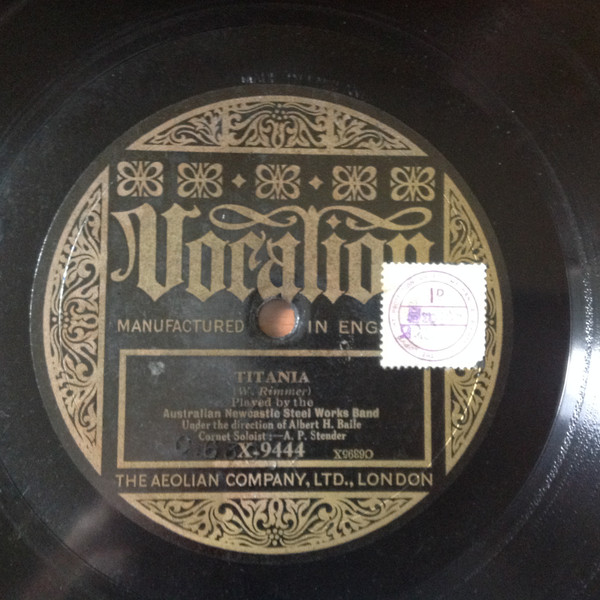 Vocalion
MANUFACTURED IN ENG
1D
TITANIA
(W. Rimmer)
Played by the
Australian Newcastle Steel Works Band
Under the direction of Albert H. Baile
Cornet Soloist:—A. P. Stender
X-9444
THE AEOLIAN COMPANY, LTD., LONDON